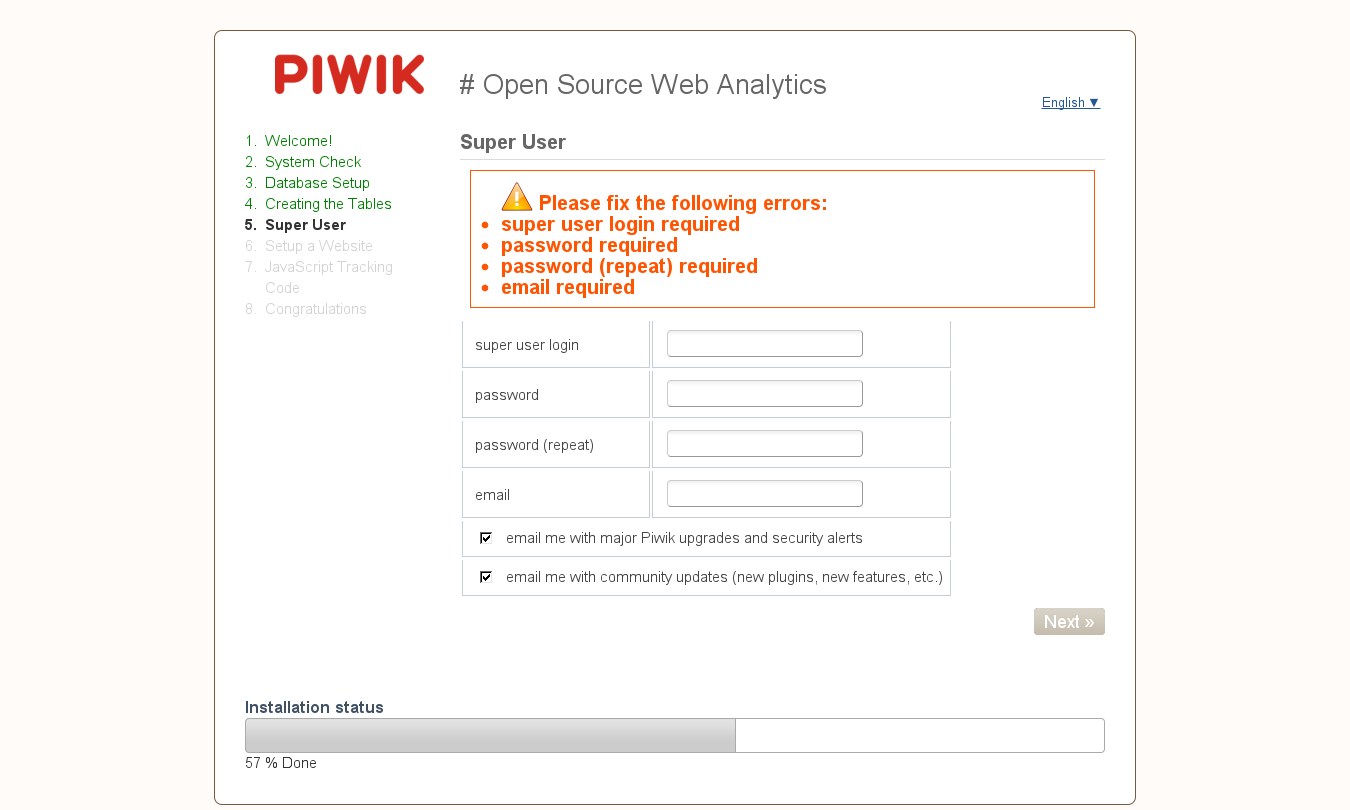 PIWIK
# Open Source Web Analytics
English ▼
1. Welcome!
2. System Check
3. Database Setup
4. Creating the Tables
5. Super User
6. Setup a Website
7. JavaScript Tracking
Code
8. Congratulations
Super User
Please fix the following errors:
• super user login required
• password required
• password (repeat) required
• email required
super user login
password
password (repeat)
email
email me with major Piwik upgrades and security alerts
email me with community updates (new plugins, new features, etc.)
Next »
Installation status
57 % Done